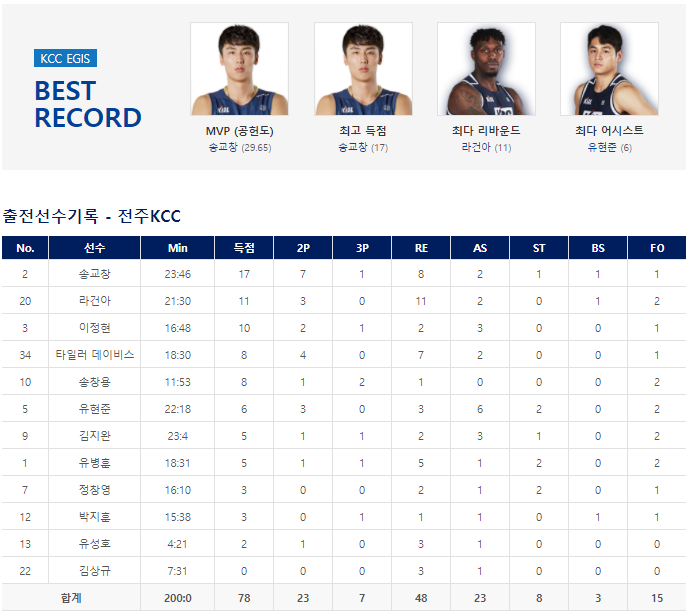 KCC EGIS
BEST
RECORD
MVP (공헌도)
송교창 (29.65)
최고 득점
송교창 (17)
최다 리바운드
라건아 (11)
최다 어시스트
유현준 (6)
출전선수기록 - 전주KCC
No. 선수 Min 득점 2P 3P RE AS ST BS FO
2 송교창 23:46 17 7 1 8 2 1 1 1
20 라건아 21:30 11 3 0 11 2 0 1 2
3 이정현 16:48 10 2 1 2 3 0 0 1
34 타일러 데이비스 18:30 8 4 0 7 2 0 0 1
10 송창용 11:53 8 1 2 1 0 0 0 2
5 유현준 22:18 6 3 0 3 6 2 0 2
9 김지완 23:4 5 1 1 2 3 1 0 2
1 유병훈 18:31 5 1 1 5 1 2 0 2
7 정창영 16:10 3 0 0 2 1 2 0 1
12 박지훈 15:38 3 0 1 1 1 0 1 1
13 유성호 4:21 2 1 0 3 1 0 0 0
22 김상규 7:31 0 0 0 3 1 0 0 0
합계 200:0 78 23 7 48 23 8 3 15